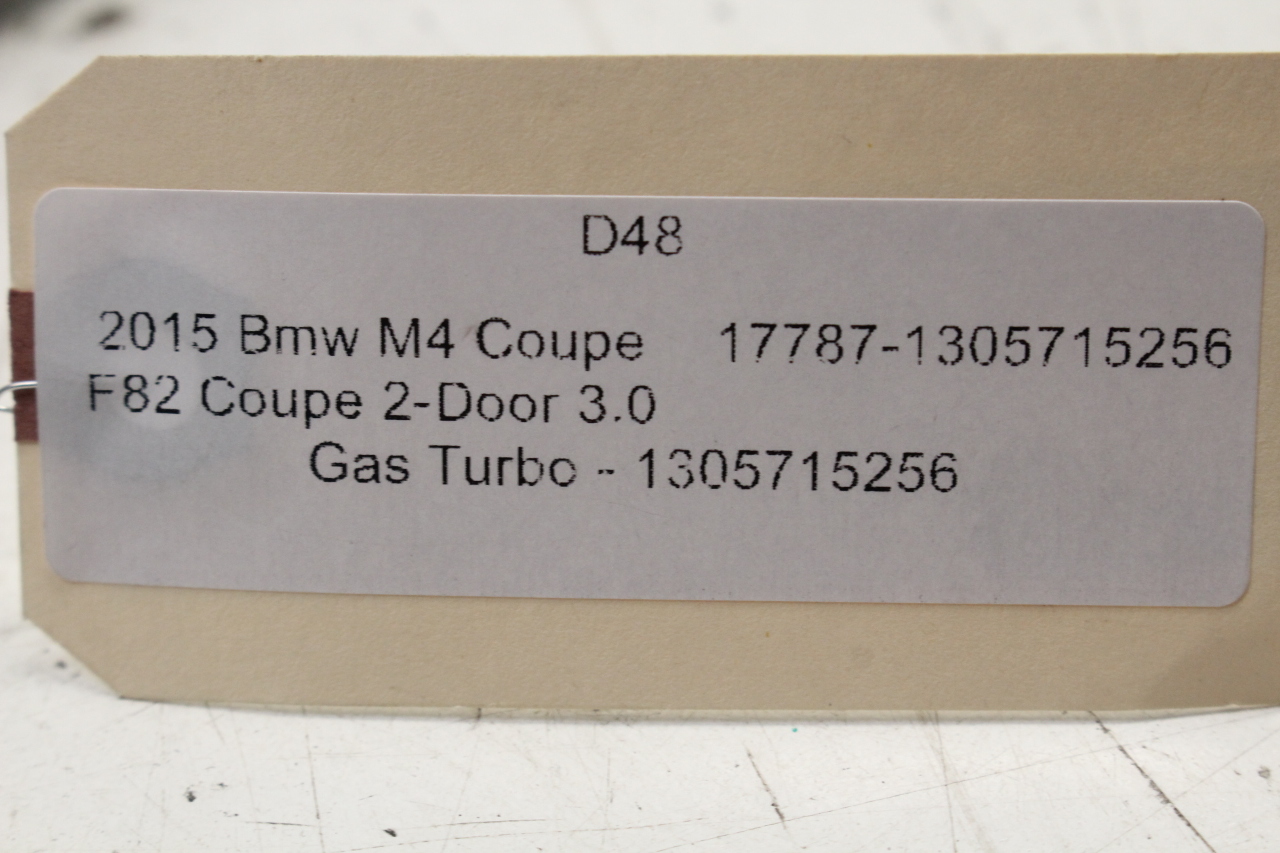 D48
2015 Bmw M4 Coupe 17787-1305715256
F82 Coupe 2-Door 3.0
Gas Turbo - 1305715256